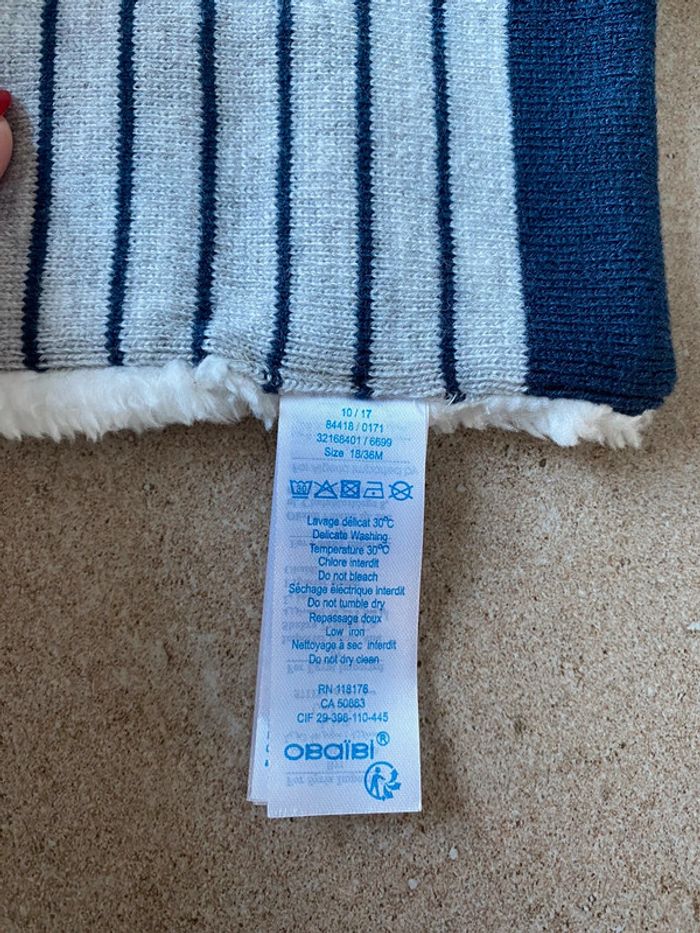 10 / 17
84418 / 0171
32168401 / 6699
Size 18/36M
30
Lavage délicat 30°C
Delicate Washing
Temperature 30°C
Chlore interdit
Do not bleach
Séchage électrique interdit
Do not tumble dry
Repassage doux
Low iron
Nettoyage à sec interdit
Do not dry clean
RN 118176
CA 50883
CIF 29-396-110-445
OBaïBi®